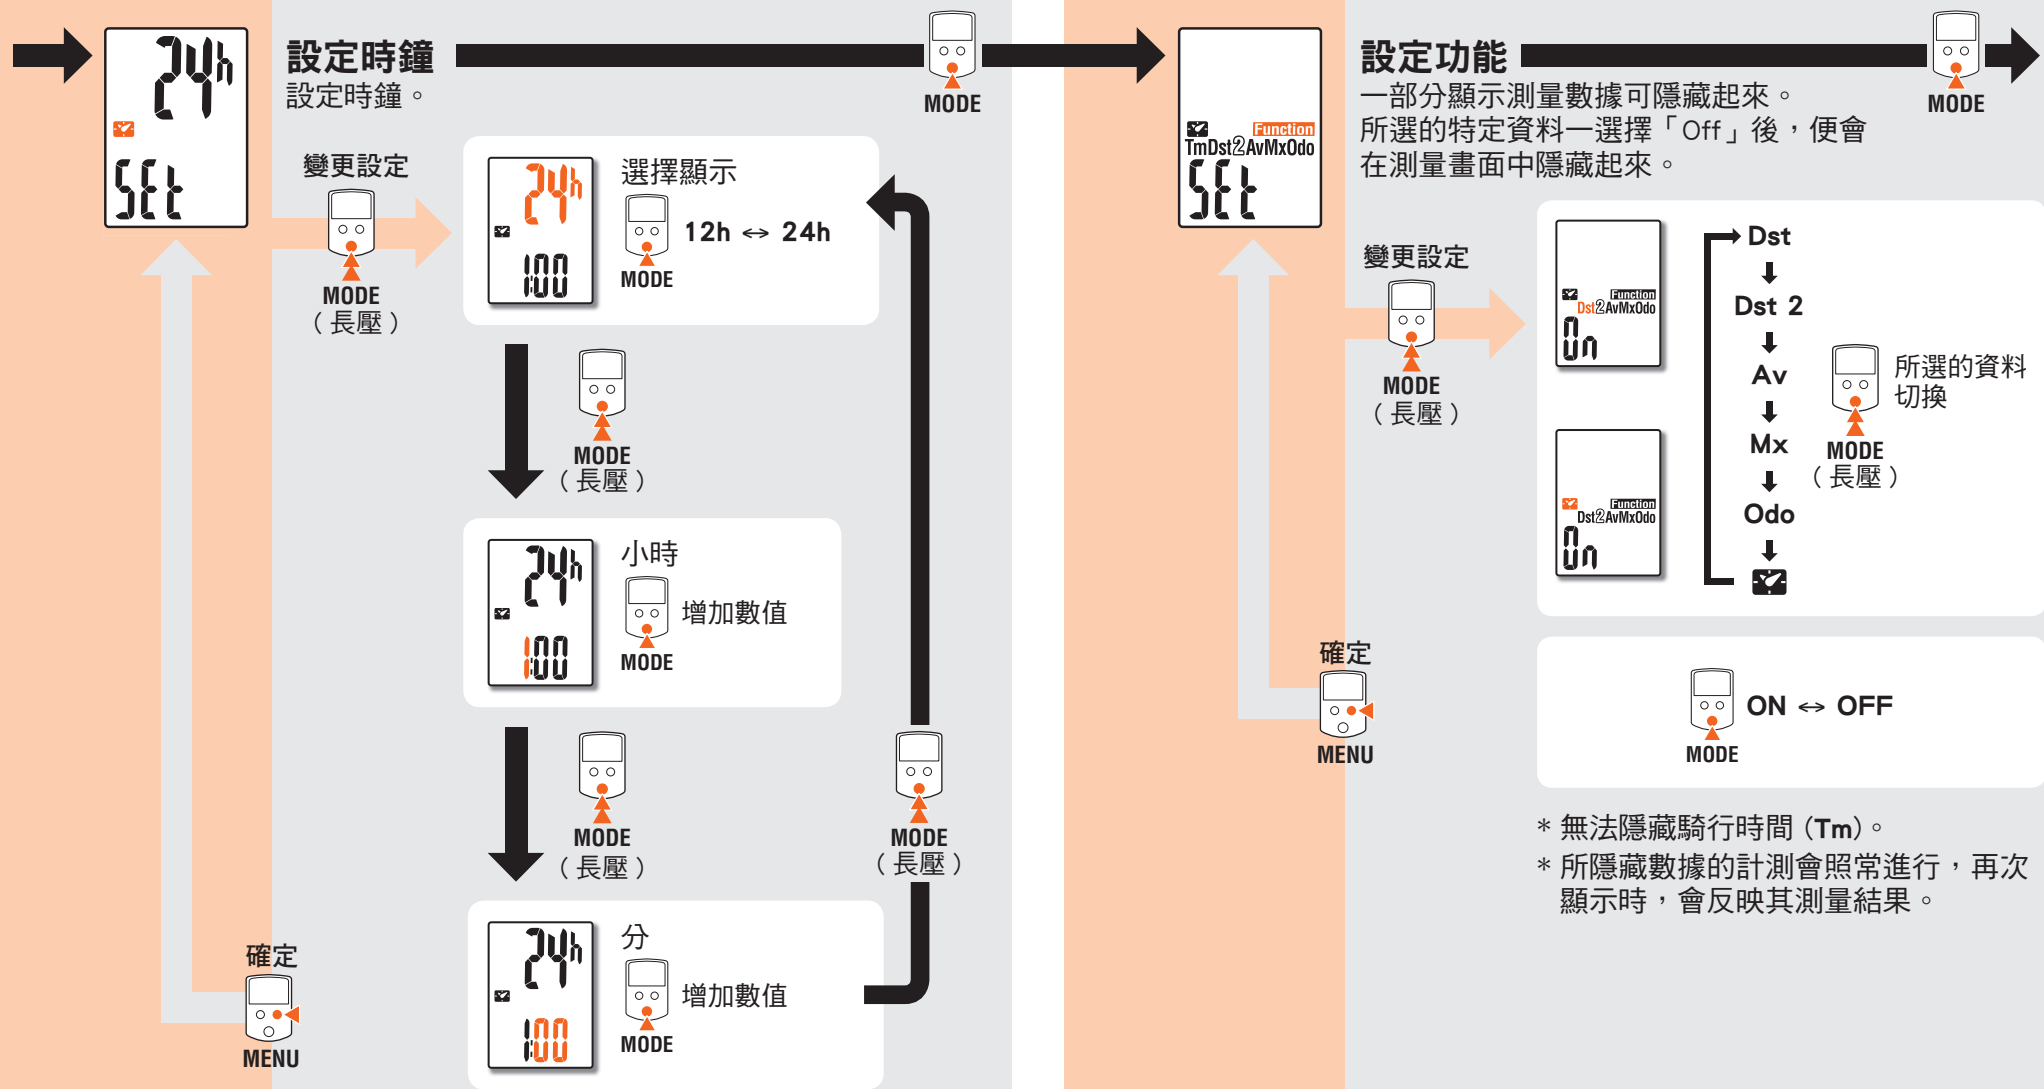 24h
SEt
設定時鐘
設定時鐘。
MODE
變更設定
MODE
（長壓）
24h
1:00
選擇顯示
12h ↔ 24h
MODE
MODE
（長壓）
24h
1:00
小時
增加數值
MODE
MODE
（長壓）
MODE
（長壓）
24h
1:00
分
增加數值
MODE
確定
MENU
Function
TmDst2AvMxOdo
SEt
設定功能
一部分顯示測量數據可隱藏起來。
所選的特定資料一選擇「Off」後，便會
在測量畫面中隱藏起來。
MODE
變更設定
MODE
（長壓）
Function
Dst2AvMxOdo
On
Function
Dst2AvMxOdo
On
Dst
Dst 2
Av
Mx
Odo
所選的資料
切換
MODE
（長壓）
ON ↔ OFF
MODE
確定
MENU
* 無法隱藏騎行時間 (Tm)。
* 所隱藏數據的計測會照常進行，再次
顯示時，會反映其測量結果。